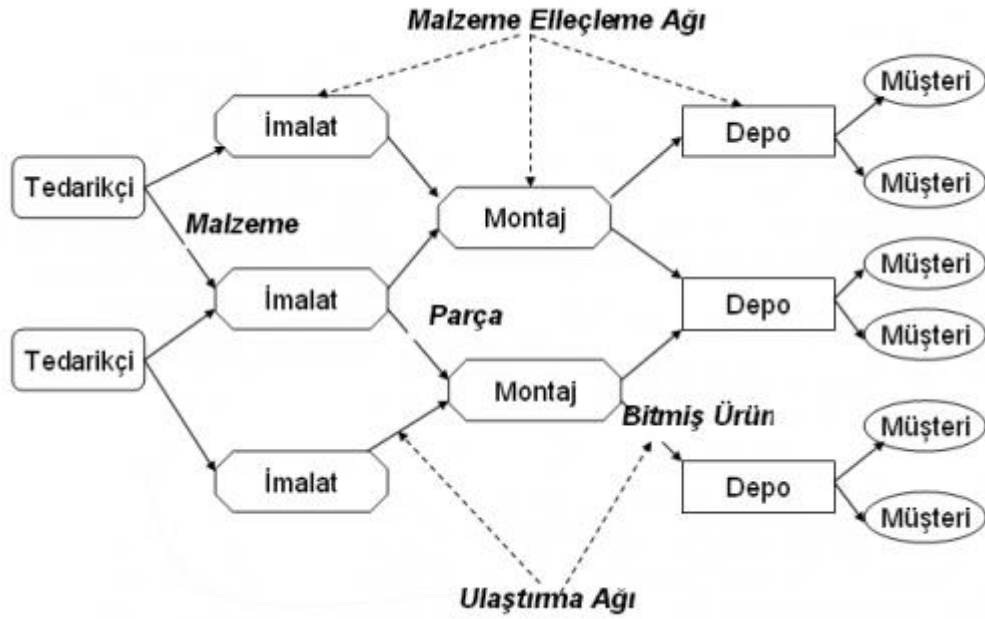 Malzeme Elleçleme Ağı
Müşteri
İmalat
Depo
Tedarikçi
Müşteri
Malzeme
Montaj
Müşteri
İmalat
Depo
Parça
Müşteri
Tedarikçi
Montaj
Bitmiş Ürün
Müşteri
İmalat
Depo
Müşteri
Ulaştırma Ağı